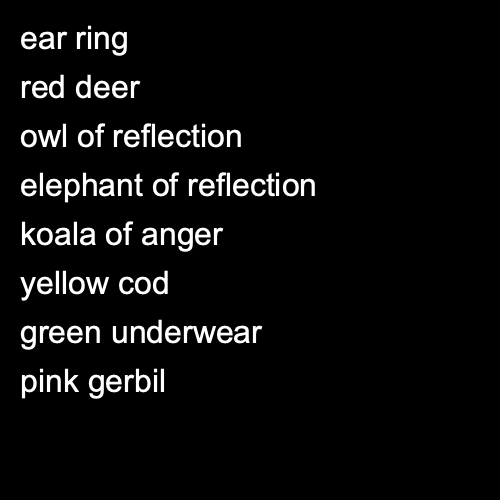 ear ring
red deer
owl of reflection
elephant of reflection
koala of anger
yellow cod
green underwear
pink gerbil